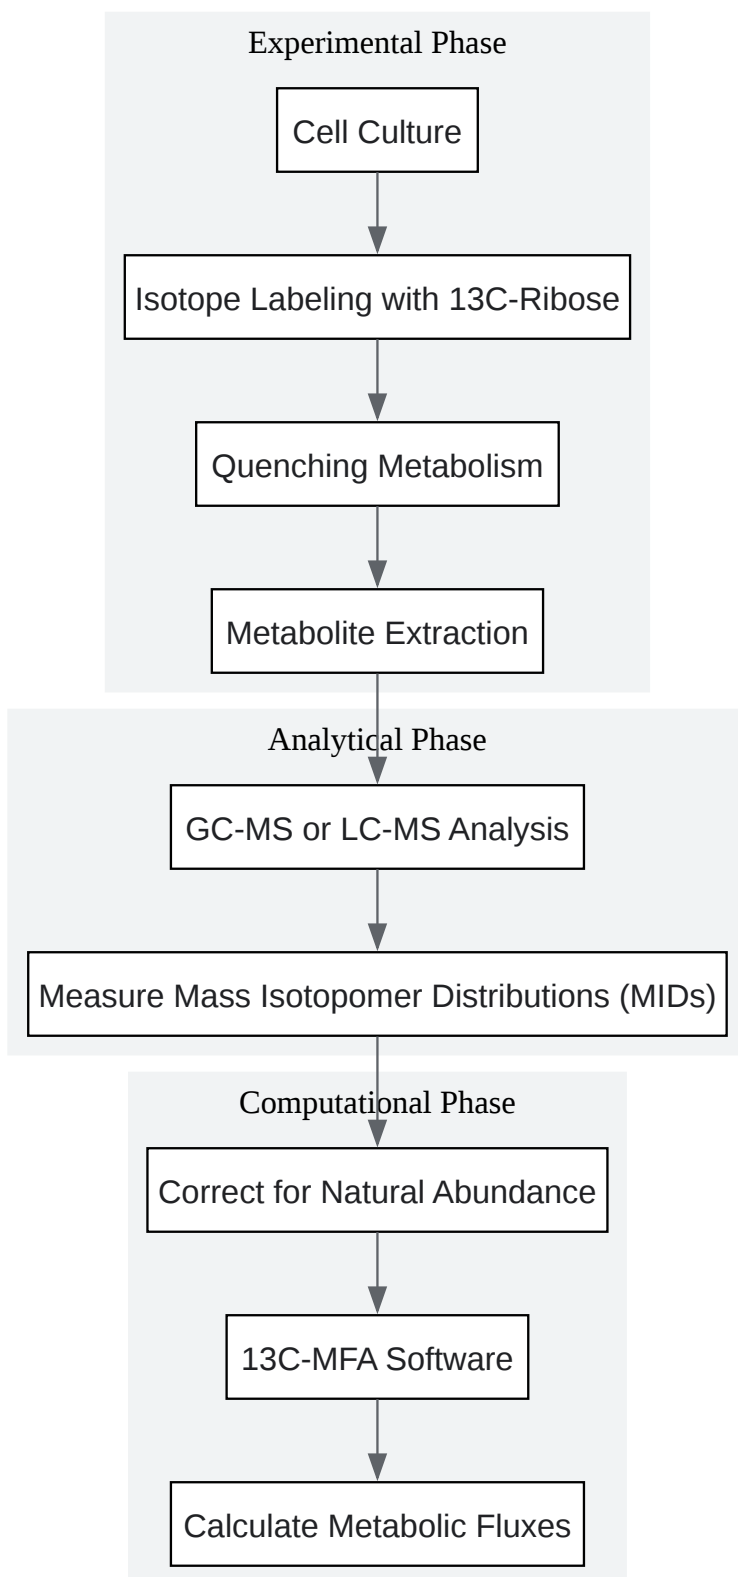 Experimental Phase
Cell Culture
Isotope Labeling with 13C-Ribose
Quenching Metabolism
Metabolite Extraction
Analytical Phase
GC-MS or LC-MS Analysis
Measure Mass Isotopomer Distributions (MIDs)
Computational Phase
Correct for Natural Abundance
13C-MFA Software
Calculate Metabolic Fluxes